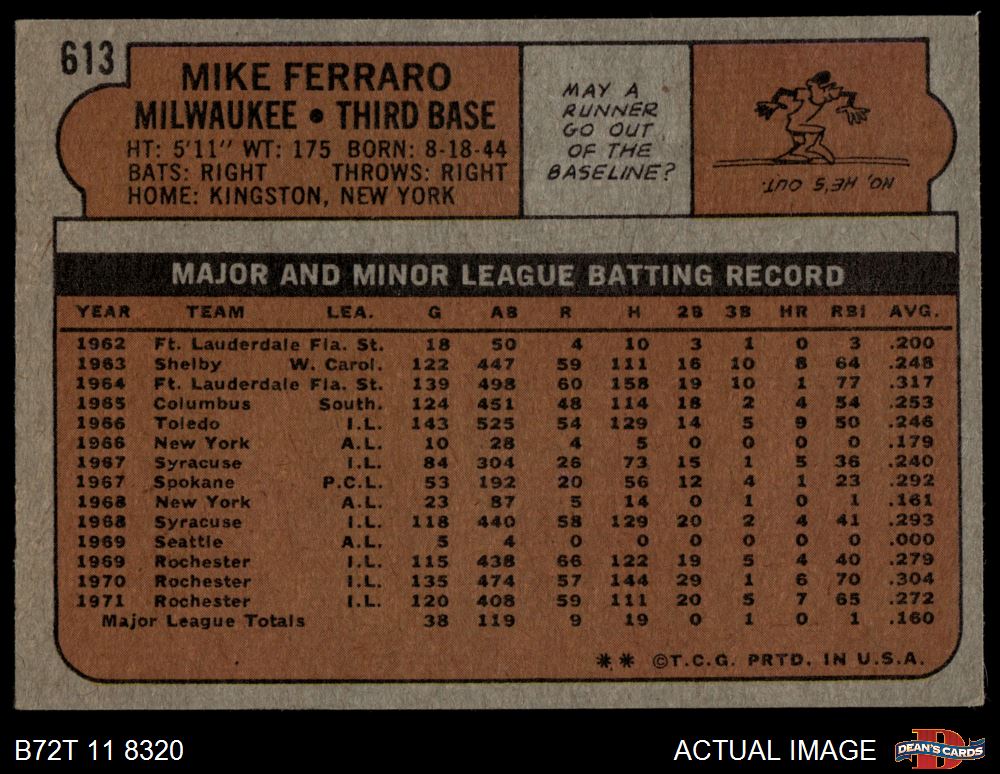 613
MIKE FERRARO
MILWAUKEE • THIRD BASE
HT: 5'11" WT: 175 BORN: 8-18-44
BATS: RIGHT THROWS: RIGHT
HOME: KINGSTON, NEW YORK
MAY A
RUNNER
GO OUT
OF THE
BASELINE?
NO, HE'S OUT.
MAJOR AND MINOR LEAGUE BATTING RECORD
YEAR TEAM LEA. G AB R H 2B 3B HR RBI AVG.
1962 Ft. Lauderdale Fla. St. 18 50 4 10 3 1 0 3 .200
1963 Shelby W. Carol. 122 447 59 111 16 10 8 64 .248
1964 Ft. Lauderdale Fla. St. 139 498 60 158 19 10 1 77 .317
1965 Columbus South. 124 451 48 114 18 2 4 54 .253
1966 Toledo I.L. 143 525 54 129 14 5 9 50 .246
1966 New York A.L. 10 28 4 5 0 0 0 0 .179
1967 Syracuse I.L. 84 304 26 73 15 1 5 36 .240
1967 Spokane P.C.L. 53 192 20 56 12 4 1 23 .292
1968 New York A.L. 23 87 5 14 0 1 0 1 .161
1968 Syracuse I.L. 118 440 58 129 20 2 4 41 .293
1969 Seattle A.L. 5 4 0 0 0 0 0 0 .000
1969 Rochester I.L. 115 438 66 122 19 5 4 40 .279
1970 Rochester I.L. 135 474 57 144 29 1 6 70 .304
1971 Rochester I.L. 120 408 59 111 20 5 7 65 .272
Major League Totals 38 119 9 19 0 1 0 1 .160
** ©T.C.G. PRTD. IN U.S.A.
B72T 11 8320
ACTUAL IMAGE
DEAN'S CARDS